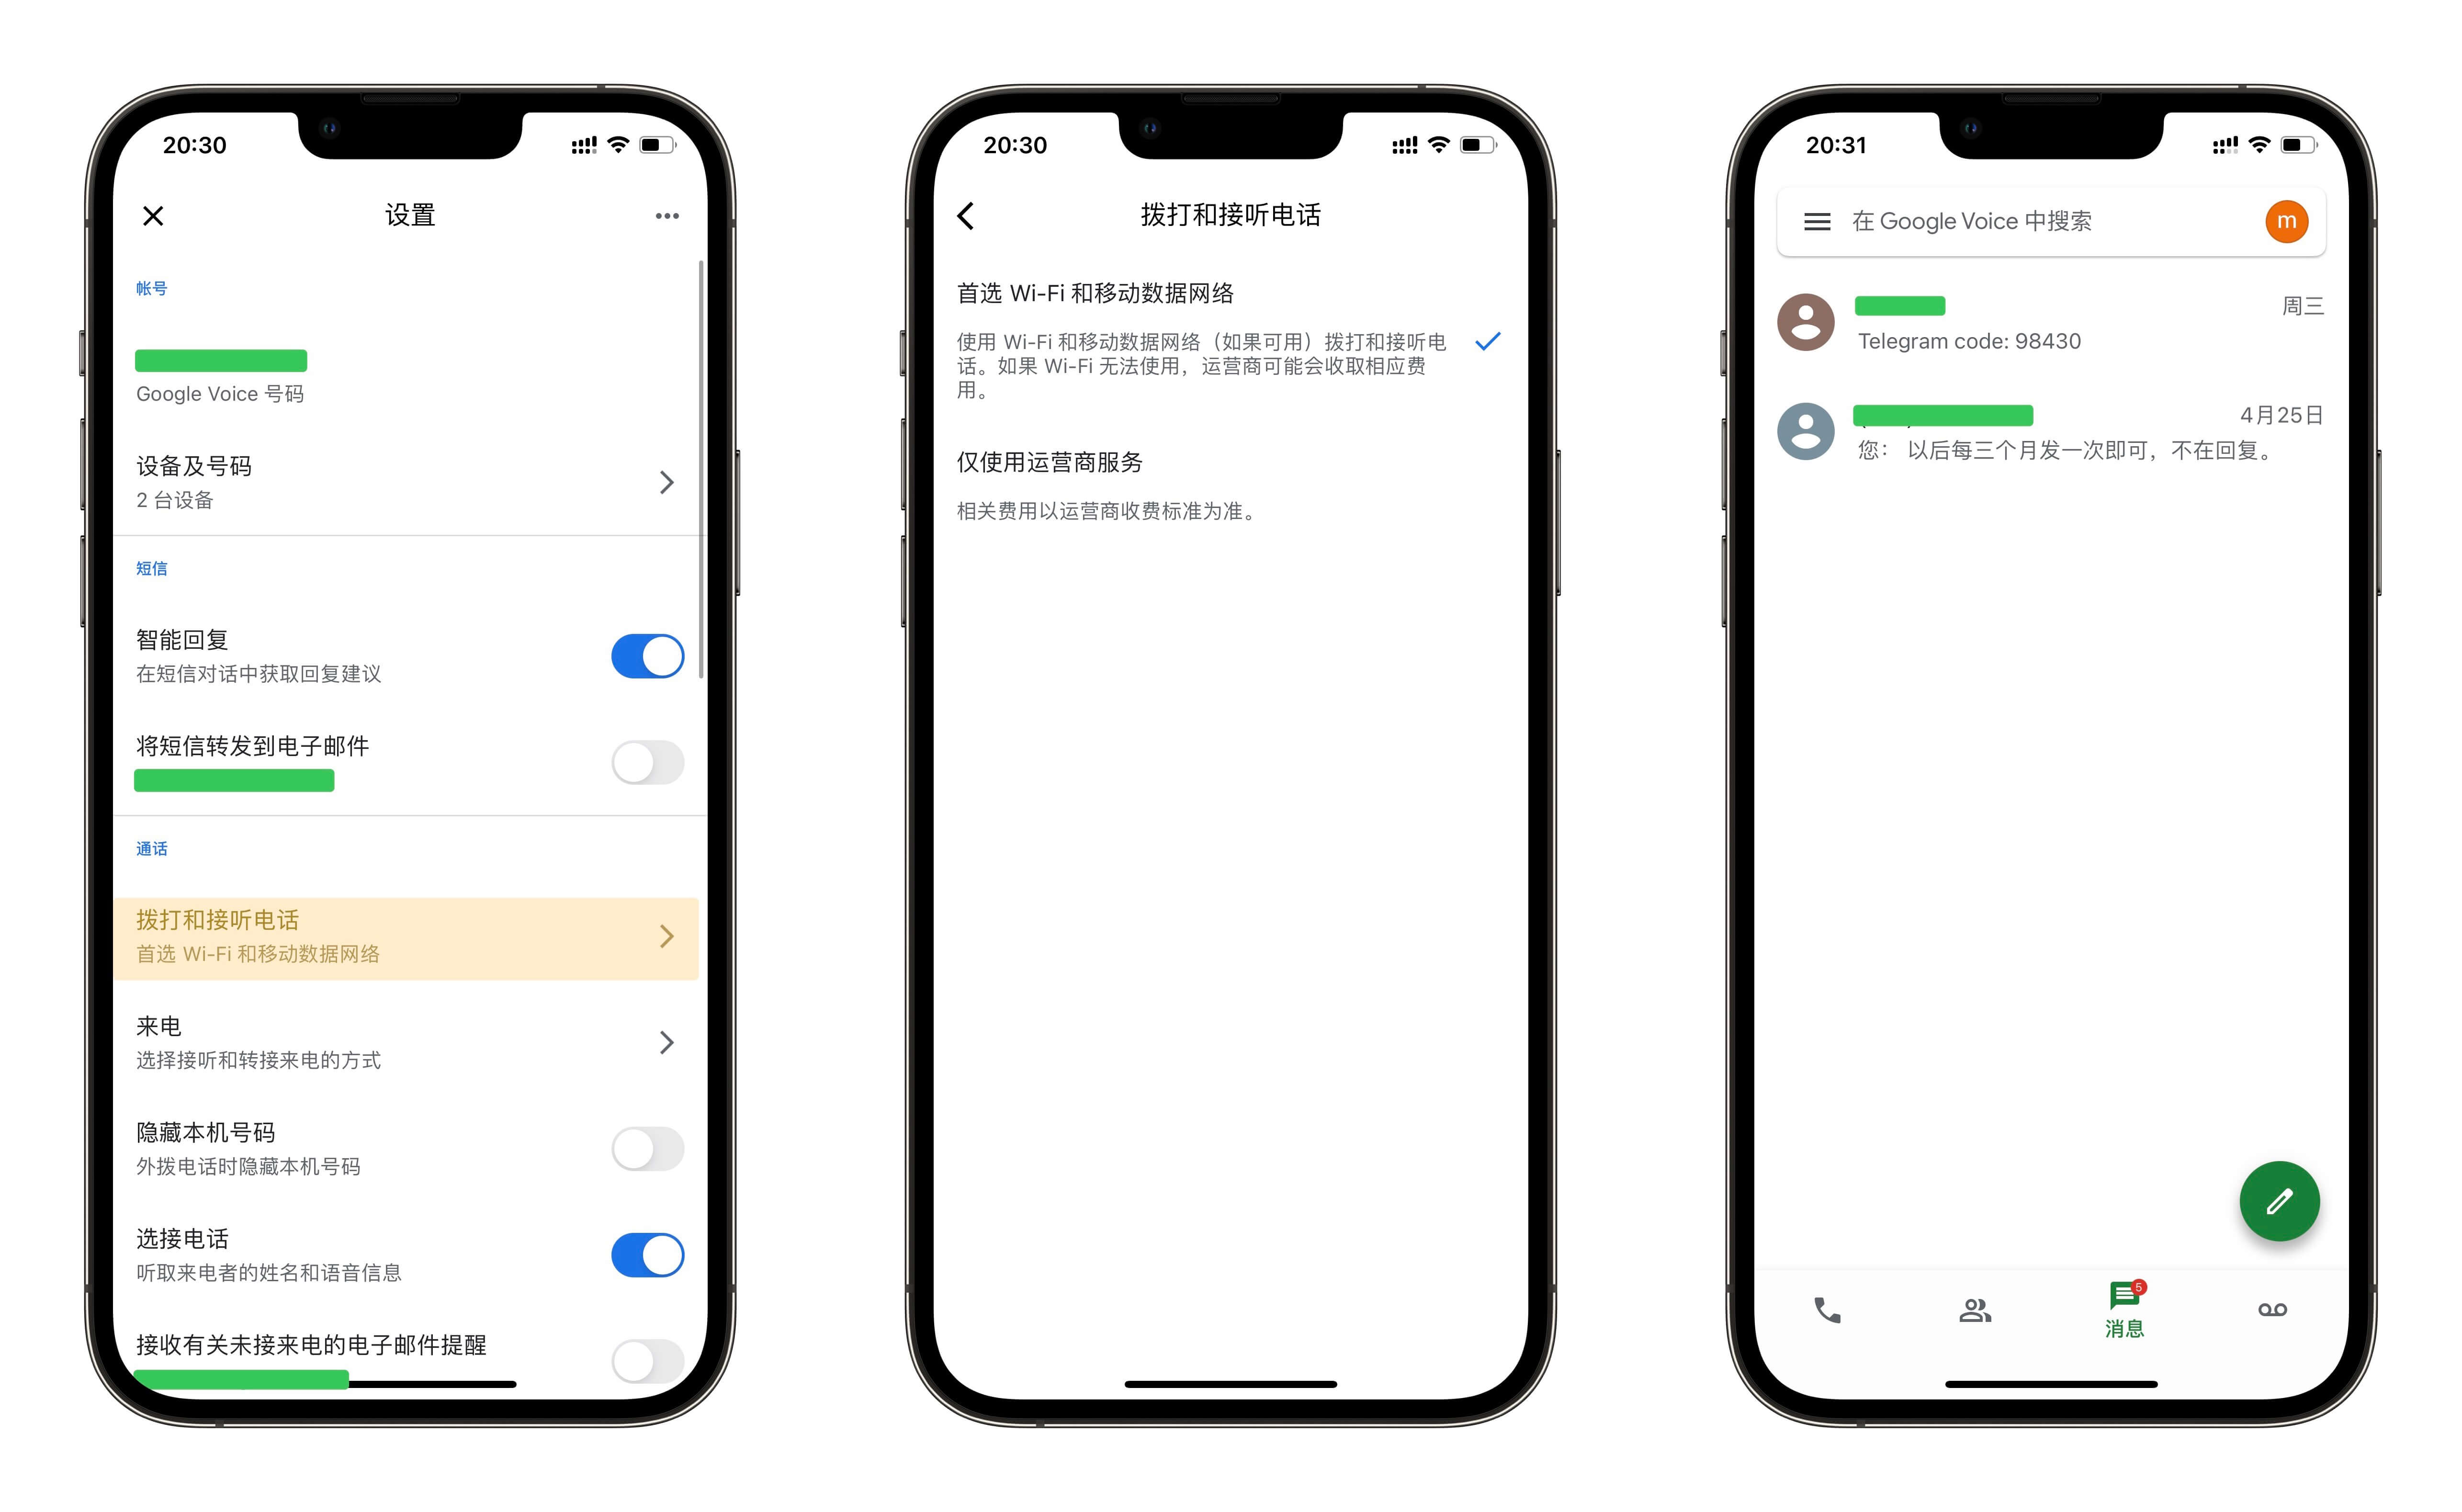 20:30
设置
帐号
Google Voice 号码
设备及号码
2 台设备
短信
智能回复
在短信对话中获取回复建议
将短信转发到电子邮件
通话
拨打和接听电话
首选 Wi-Fi 和移动数据网络
来电
选择接听和转接来电的方式
隐藏本机号码
外拨电话时隐藏本机号码
选接电话
听取来电者的姓名和语音信息
接收有关未接来电的电子邮件提醒
20:30
拨打和接听电话
首选 Wi-Fi 和移动数据网络
使用 Wi-Fi 和移动数据网络（如果可用）拨打和接听电
话。如果 Wi-Fi 无法使用，运营商可能会收取相应费
用。
仅使用运营商服务
相关费用以运营商收费标准为准。
20:31
在 Google Voice 中搜索
m
周三
Telegram code: 98430
4月25日
您： 以后每三个月发一次即可，不在回复。
5
消息